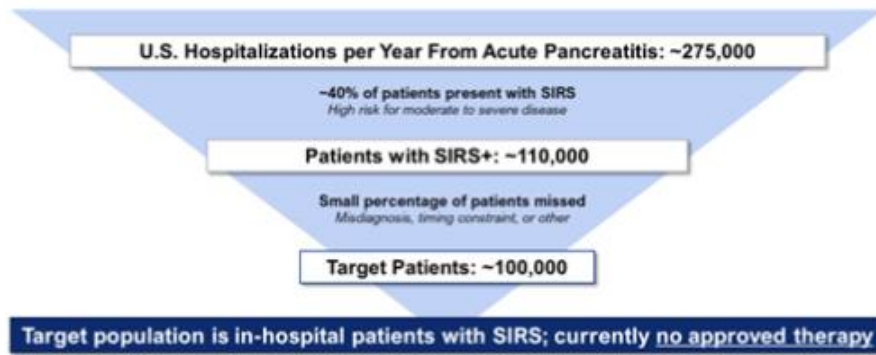 U.S. Hospitalizations per Year From Acute Pancreatitis: ~275,000
~40% of patients present with SIRS
High risk for moderate to severe disease
Patients with SIRS+: ~110,000
Small percentage of patients missed
Misdiagnosis, timing constraint, or other
Target Patients: ~100,000
Target population is in-hospital patients with SIRS; currently no approved therapy